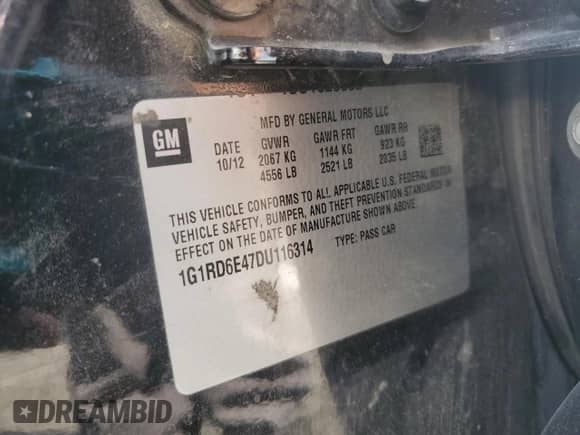 MFD BY GENERAL MOTORS LLC
GM
DATE GVWR GAWR FRT GAWR RR
10/12 2067 KG 1144 KG 923 KG
4556 LB 2521 LB 2035 LB
THIS VEHICLE CONFORMS TO ALL APPLICABLE U.S. FEDERAL MOTOR
VEHICLE SAFETY, BUMPER, AND THEFT PREVENTION STANDARDS IN
EFFECT ON THE DATE OF MANUFACTURE SHOWN ABOVE.
1G1RD6E47DU116314 TYPE: PASS CAR
DREAMBID